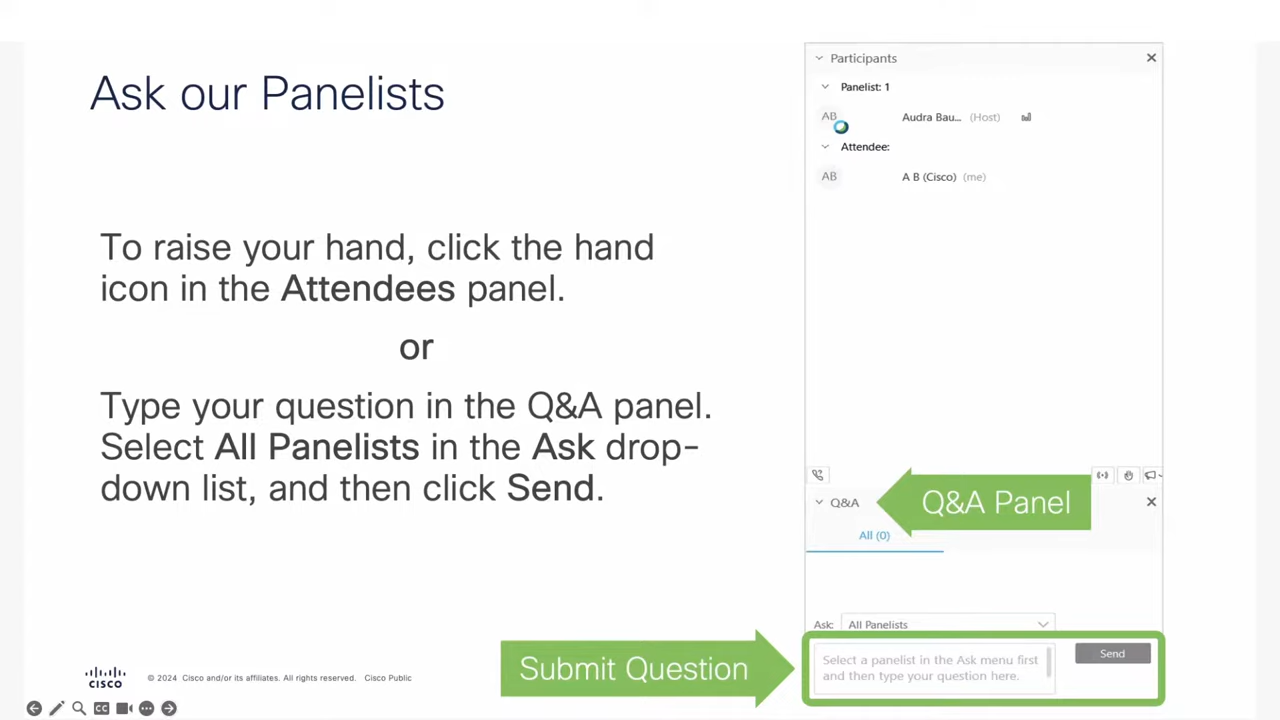 Ask our Panelists
To raise your hand, click the hand
icon in the Attendees panel.
or
Type your question in the Q&A panel.
Select All Panelists in the Ask drop-
down list, and then click Send.
Participants
Panelist: 1
AB Audra Bau... (Host)
Attendee:
AB A B (Cisco) (me)
Q&A
Q&A Panel
All (0)
Ask: All Panelists
Select a panelist in the Ask menu first
and then type your question here.
Send
Submit Question
CISCO
© 2024 Cisco and/or its affiliates. All rights reserved. Cisco Public
CC